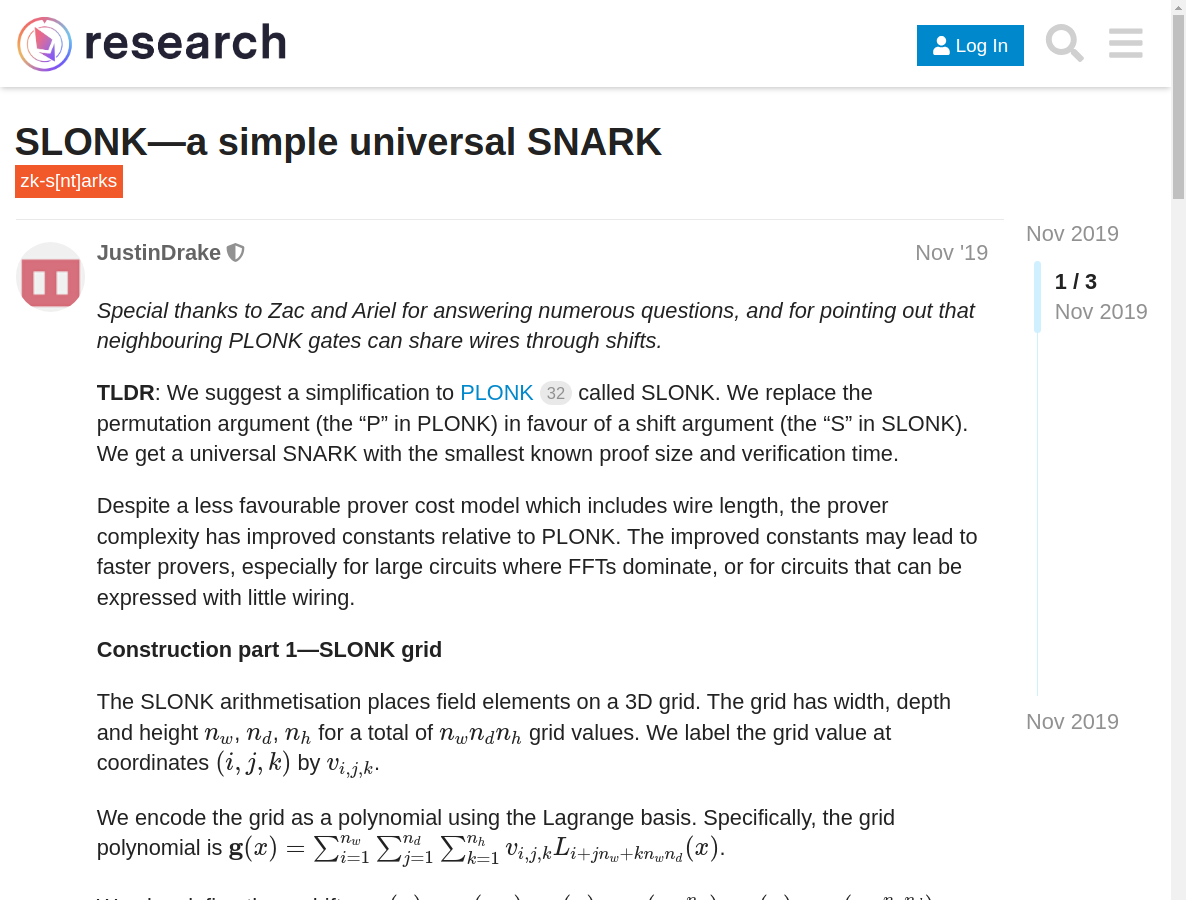 research
Log In
SLONK—a simple universal SNARK
zk-s[nt]arks
JustinDrake
Nov '19
Nov 2019
1 / 3
Nov 2019
Special thanks to Zac and Ariel for answering numerous questions, and for pointing out that
neighbouring PLONK gates can share wires through shifts.
TLDR: We suggest a simplification to PLONK 32 called SLONK. We replace the
permutation argument (the “P” in PLONK) in favour of a shift argument (the “S” in SLONK).
We get a universal SNARK with the smallest known proof size and verification time.
Despite a less favourable prover cost model which includes wire length, the prover
complexity has improved constants relative to PLONK. The improved constants may lead to
faster provers, especially for large circuits where FFTs dominate, or for circuits that can be
expressed with little wiring.
Construction part 1—SLONK grid
The SLONK arithmetisation places field elements on a 3D grid. The grid has width, depth
and height n_w, n_d, n_h for a total of n_w n_d n_h grid values. We label the grid value at
coordinates (i, j, k) by v_{i,j,k}.
Nov 2019
We encode the grid as a polynomial using the Lagrange basis. Specifically, the grid
polynomial is g(x) = ∑_{i=1}^{n_w} ∑_{j=1}^{n_d} ∑_{k=1}^{n_h} v_{i,j,k} L_{i+jn_w+kn_wn_d}(x).